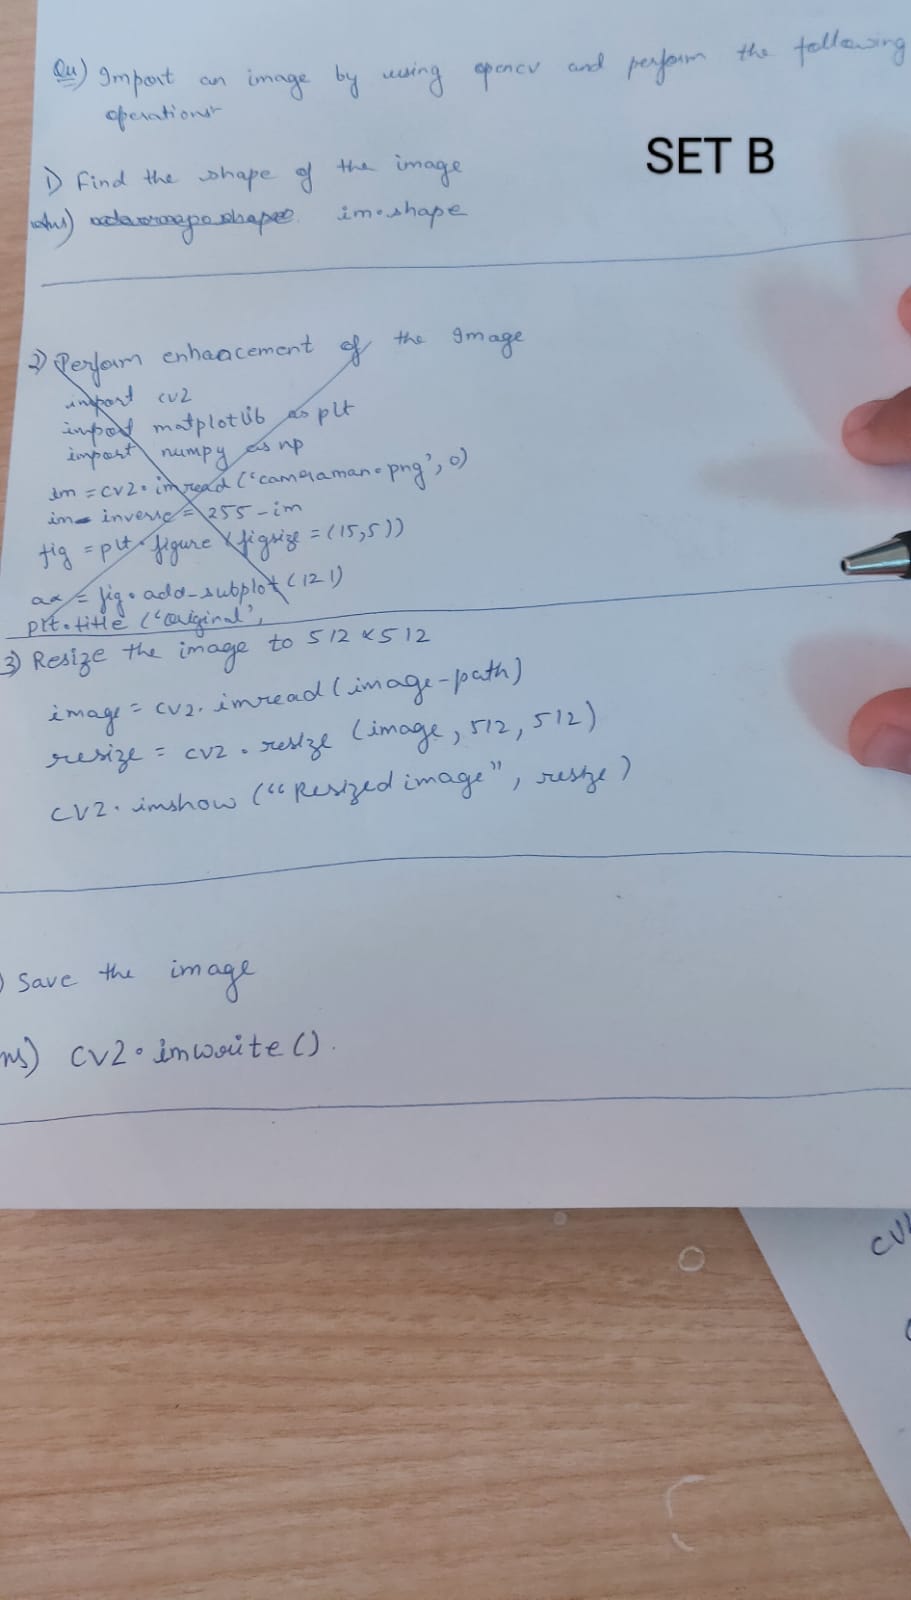 Qu) Import an image by using opencv and perform the following
operations
SET B
1) Find the shape of the image
Ans) im.shape
2) Perform enhancement of the Image
import cv2
import matplotlib as plt
import numpy as np
im = cv2.imread ("cameraman.png', 0)
im inverse = 255 - im
fig = plt.figure (figsize = (15,5))
ax = fig.add-subplot (121)
plt.title ("Original',
3) Resize the image to 512 x 512
image = cv2.imread (image-path)
resize = cv2.resize (image, 512, 512)
cv2.imshow ("Resized image", resize)
) Save the image
ns) cv2.imwrite ().